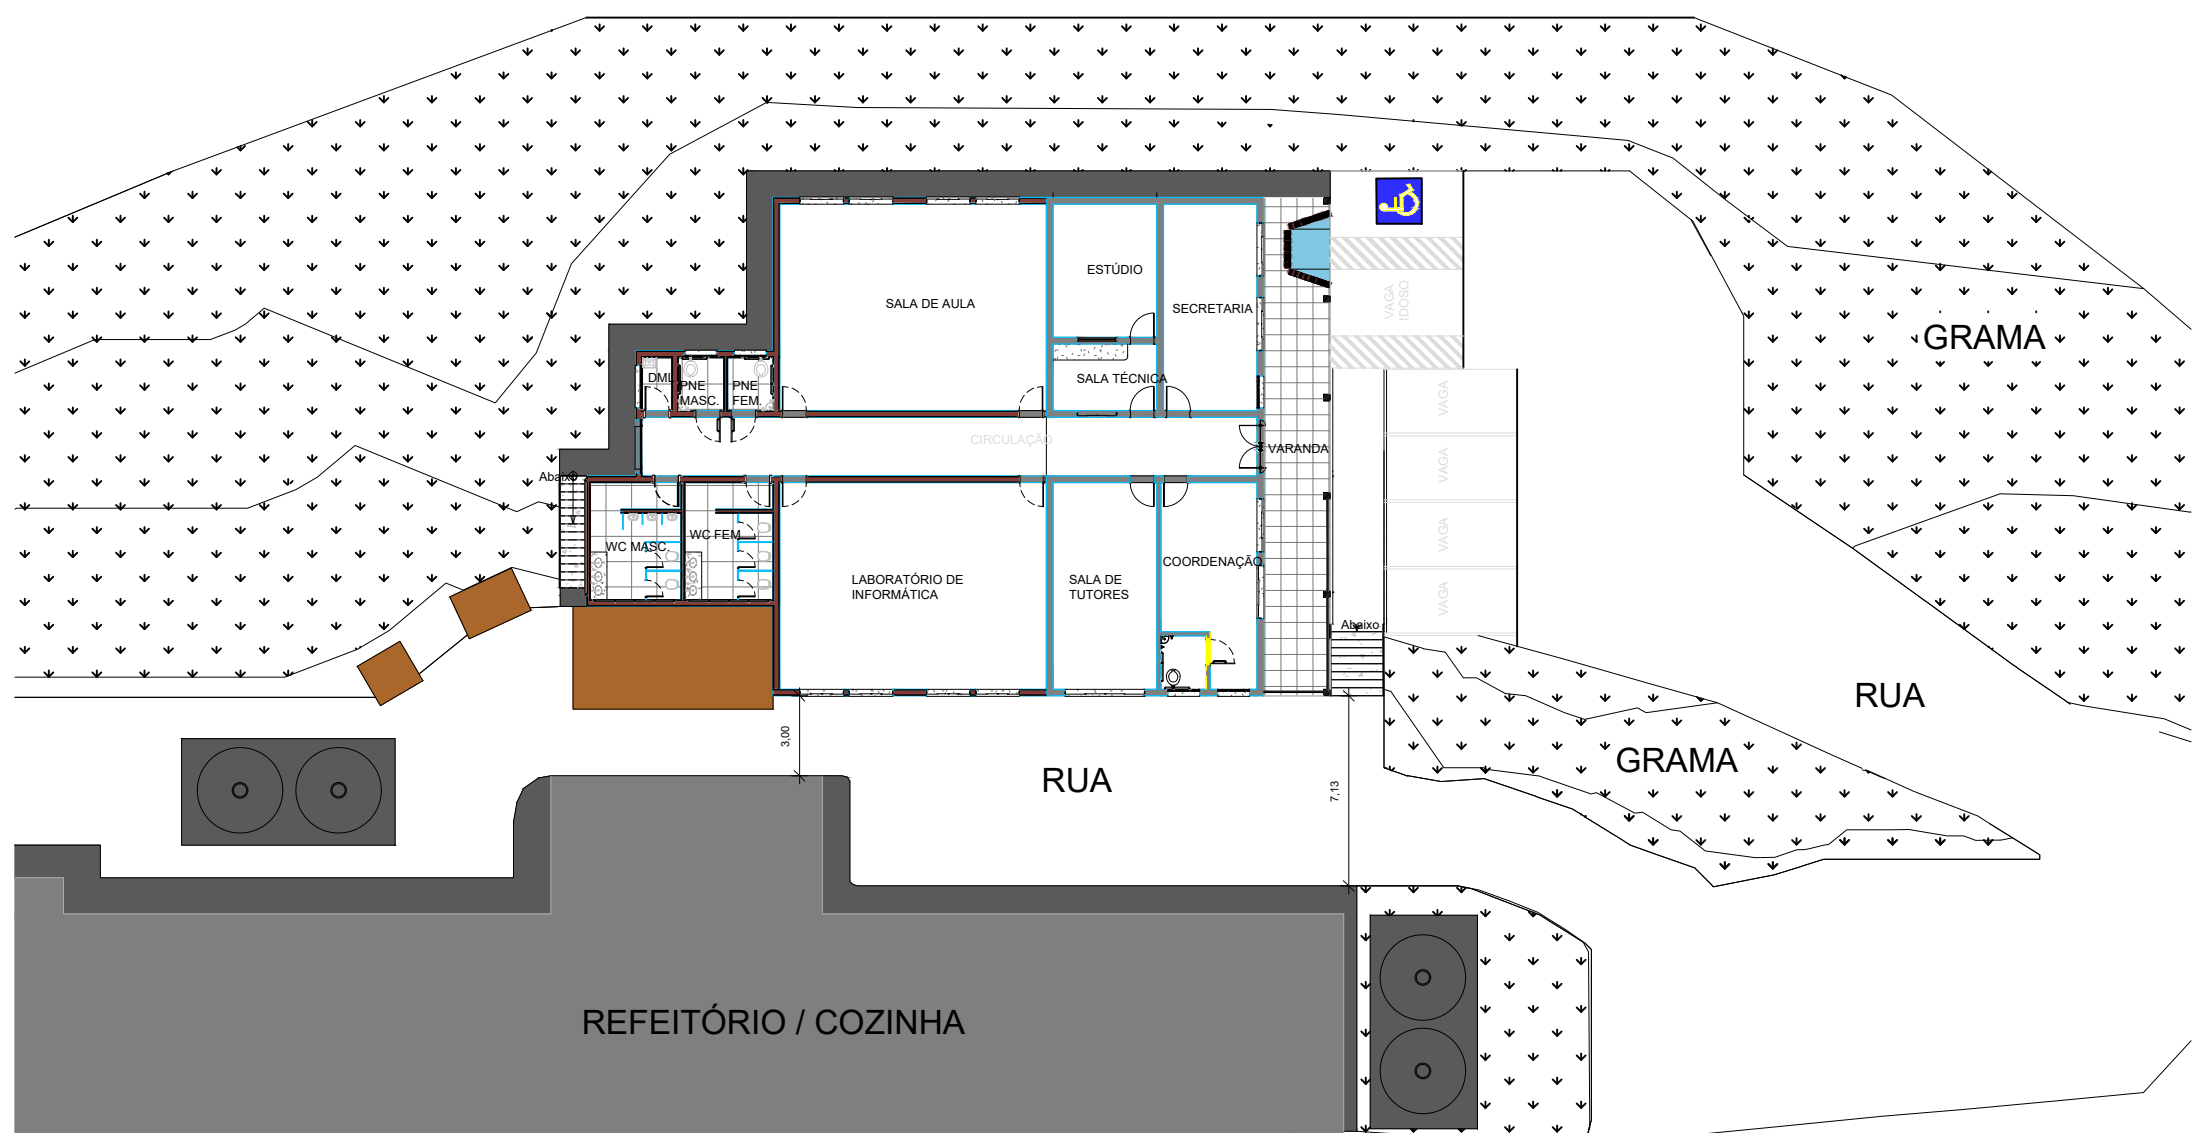 ESTÚDIO
SALA DE AULA
SECRETARIA
VAGA
IDOSO
GRAMA
SALA TÉCNICA
DML
PNE
MASC.
PNE
FEM.
VAGA
CIRCULAÇÃO
VARANDA
VAGA
Abaixo
WC MASC.
WC FEM.
VAGA
COORDENAÇÃO
LABORATÓRIO DE
INFORMÁTICA
SALA DE
TUTORES
VAGA
Abaixo
RUA
3,00
RUA
7,13
GRAMA
REFEITÓRIO / COZINHA